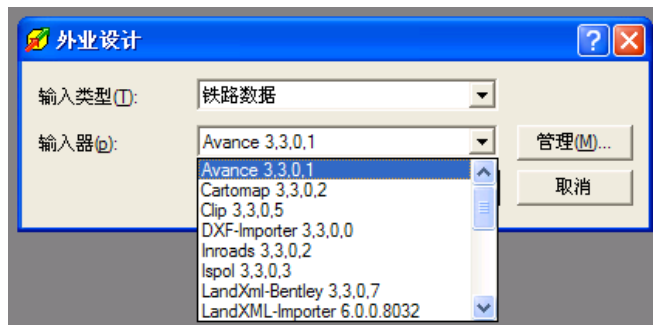 外业设计
输入类型(T): 铁路数据
输入器(p): Avance 3,3,0,1 管理(M)...
Avance 3,3,0,1
取消
Cartomap 3,3,0,2
Clip 3,3,0,5
DXF-Importer 3,3,0,0
Inroads 3,3,0,2
Ispol 3,3,0,3
LandXml-Bentley 3,3,0,7
LandXML-Importer 6.0.0.8032